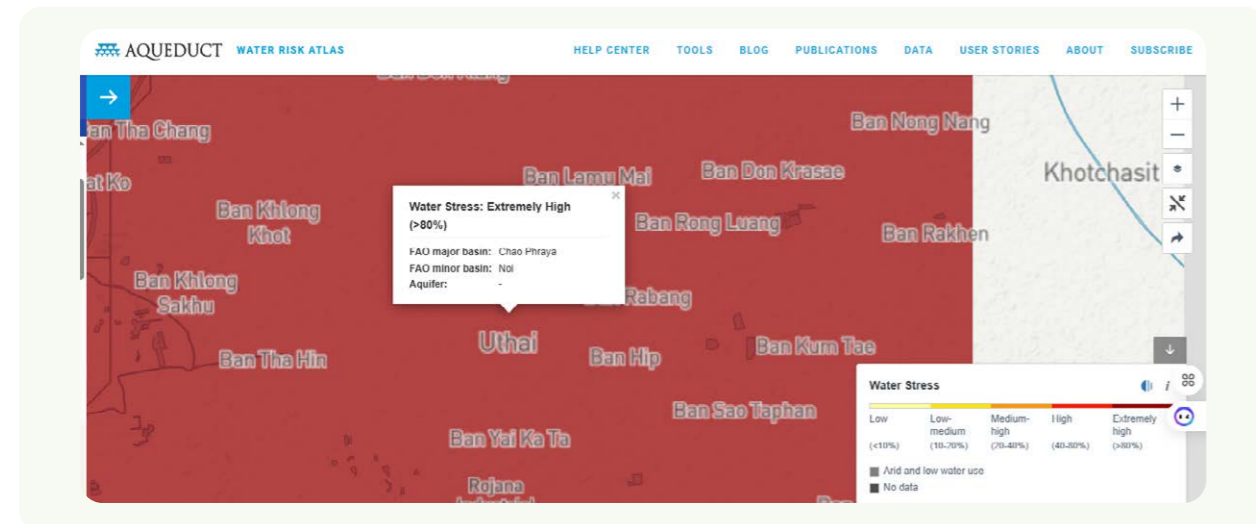 AQUEDUCT WATER RISK ATLAS
HELP CENTER TOOLS BLOG PUBLICATIONS DATA USER STORIES ABOUT SUBSCRIBE
Ban Tha Chang
Ban Nong Nang
Khotchasit
Ban Lamu Mai
Ban Don Krasae
Ban Khlong
Khot
Ban Rong Luang
Ban Rakhen
Water Stress: Extremely High
(>80%)
FAO major basin: Chao Phraya
FAO minor basin: Noi
Aquifer: -
Ban Khlong
Sakhu
Rabang
Uthai
Ban Tha Hin
Ban Hip
Ban Kum Tae
Ban Sao Taphan
Ban Yai Ka Ta
Rojana
Water Stress
Low
(<10%)
Low-
medium
(10-20%)
Medium-
high
(20-40%)
High
(40-80%)
Extremely
high
(>80%)
Arid and low water use
No data